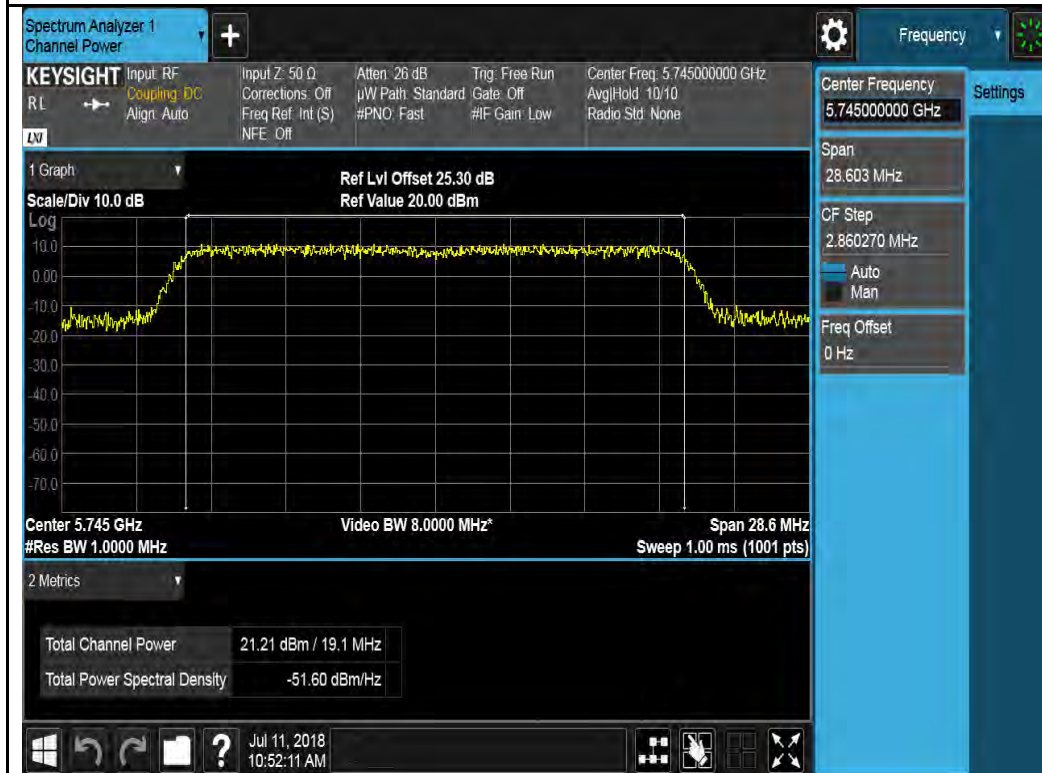 Spectrum Analyzer 1
Channel Power
+
Frequency
KEYSIGHT
RL
LXI
Input: RF
Coupling: DC
Align: Auto
Input Z: 50 Ω
Corrections: Off
Freq Ref: Int (S)
NFE: Off
Atten: 26 dB
µW Path: Standard
#PNO: Fast
Trig: Free Run
Gate: Off
#IF Gain: Low
Center Freq: 5.745000000 GHz
Avg|Hold: 10/10
Radio Std: None
Center Frequency
5.745000000 GHz
Settings
Span
28.603 MHz
CF Step
2.860270 MHz
Auto
Man
Freq Offset
0 Hz
1 Graph
Scale/Div 10.0 dB
Ref Lvl Offset 25.30 dB
Ref Value 20.00 dBm
Log
10.0
0.00
-10.0
-20.0
-30.0
-40.0
-50.0
-60.0
-70.0
Center 5.745 GHz
#Res BW 1.0000 MHz
Video BW 8.0000 MHz*
Span 28.6 MHz
Sweep 1.00 ms (1001 pts)
2 Metrics
Total Channel Power 21.21 dBm / 19.1 MHz
Total Power Spectral Density -51.60 dBm/Hz
?
Jul 11, 2018
10:52:11 AM